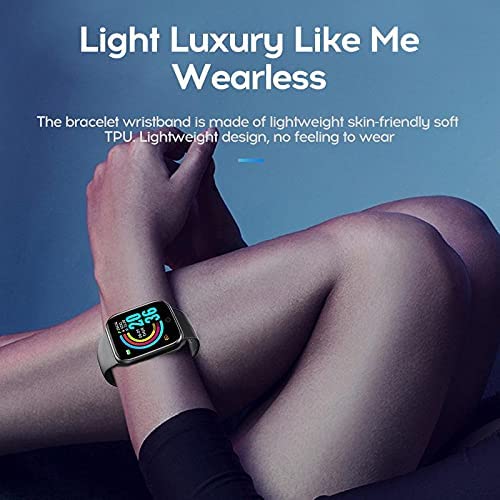 Light Luxury Like Me
Wearless
The bracelet wristband is made of lightweight skin-friendly soft
TPU. Lightweight design, no feeling to wear
20
36